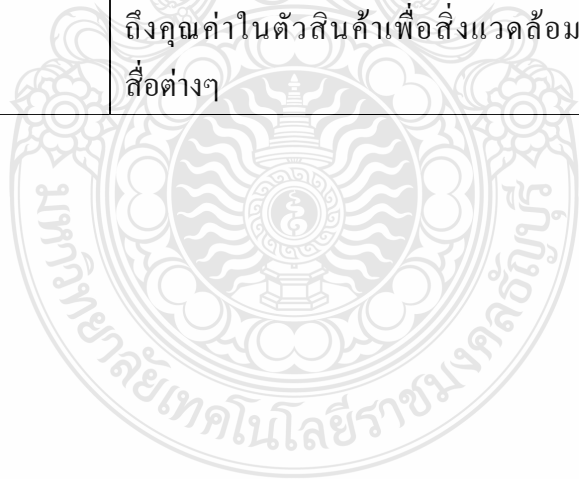 ถึงคุณค่าในตัวสินค้าเพื่อสิ่งแวดล้อม
สื่อต่างๆ
มหาวิทยาลัยเทคโนโลยีราชมงคลธัญบุรี